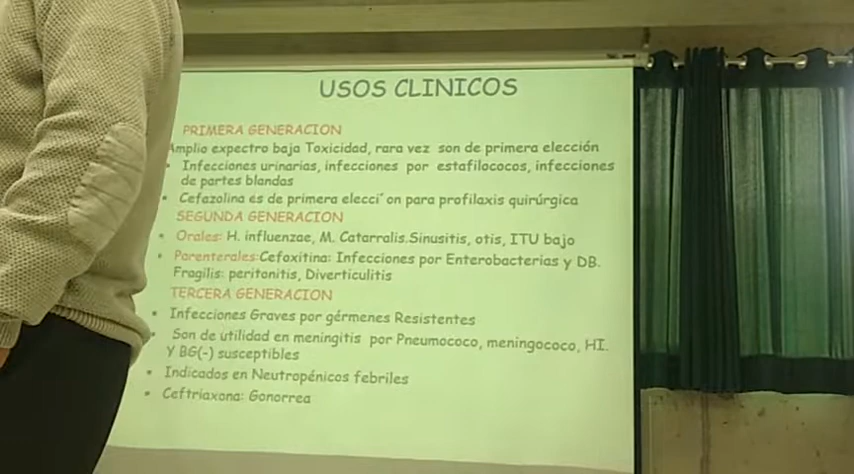 USOS CLINICOS
PRIMERA GENERACION
Amplio espectro baja Toxicidad, rara vez son de primera elección
Infecciones urinarias, infecciones por estafilococos, infecciones
de partes blandas
Cefazolina es de primera elecci´on para profilaxis quirúrgica
SEGUNDA GENERACION
Orales: H. influenzae, M. Catarralis.Sinusitis, otis, ITU bajo
Parenterales:Cefoxitina: Infecciones por Enterobacterias y DB.
Fragilis: peritonitis, Diverticulitis
TERCERA GENERACION
Infecciones Graves por gérmenes Resistentes
Son de utilidad en meningitis por Pneumococo, meningococo, HI.
Y BG(-) susceptible
Indicados en Neutropénicos febriles
Ceftriaxona: Gonorrea